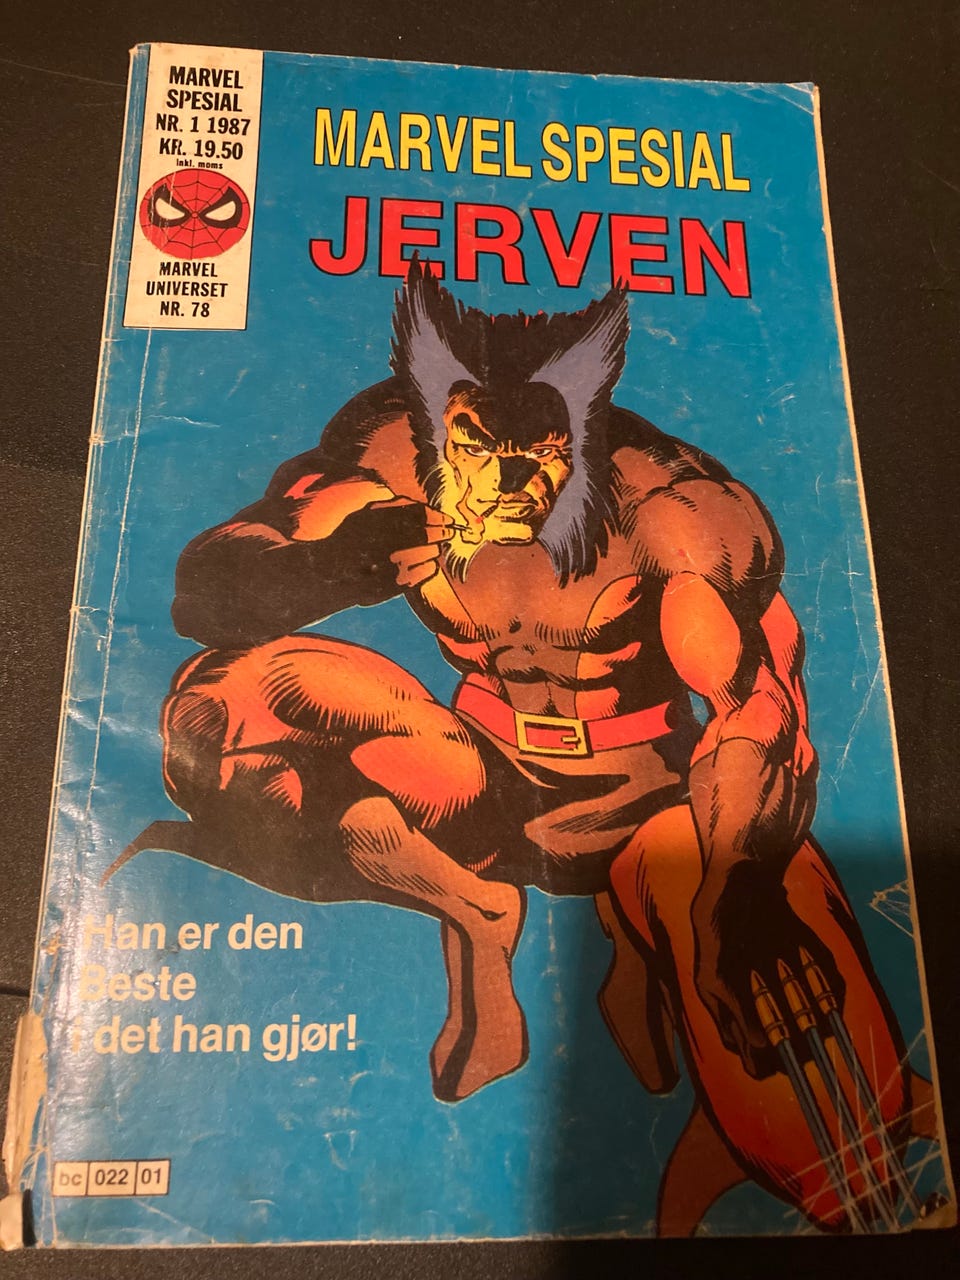 MARVEL
SPESIAL
NR. 1 1987
KR. 19.50
inkl. moms
MARVEL
UNIVERSET
NR. 78
MARVEL SPESIAL
JERVEN
Han er den
Beste
i det han gjør!
bc 022 01